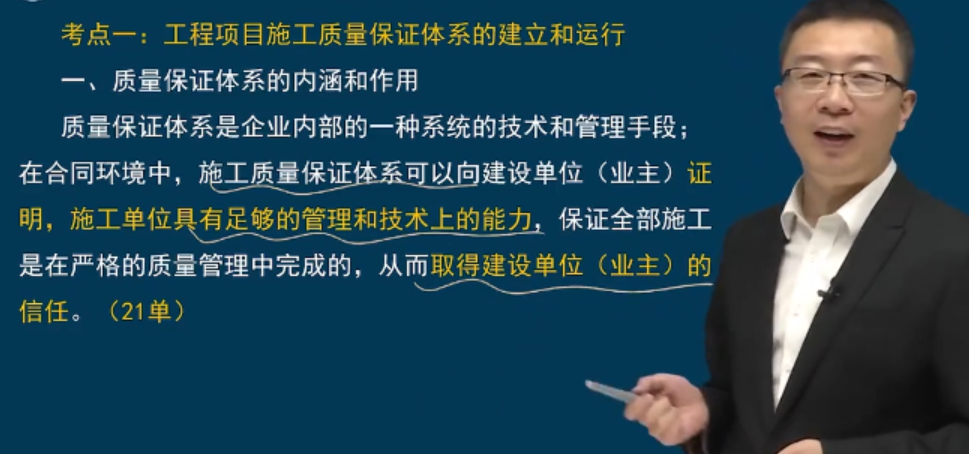 考点一：工程项目施工质量保证体系的建立和运行
一、质量保证体系的内涵和作用
质量保证体系是企业内部的一种系统的技术和管理手段；
在合同环境中，施工质量保证体系可以向建设单位（业主）证
明，施工单位具有足够的管理和技术上的能力，保证全部施工
是在严格的质量管理中完成的，从而取得建设单位（业主）的
信任。（21单）